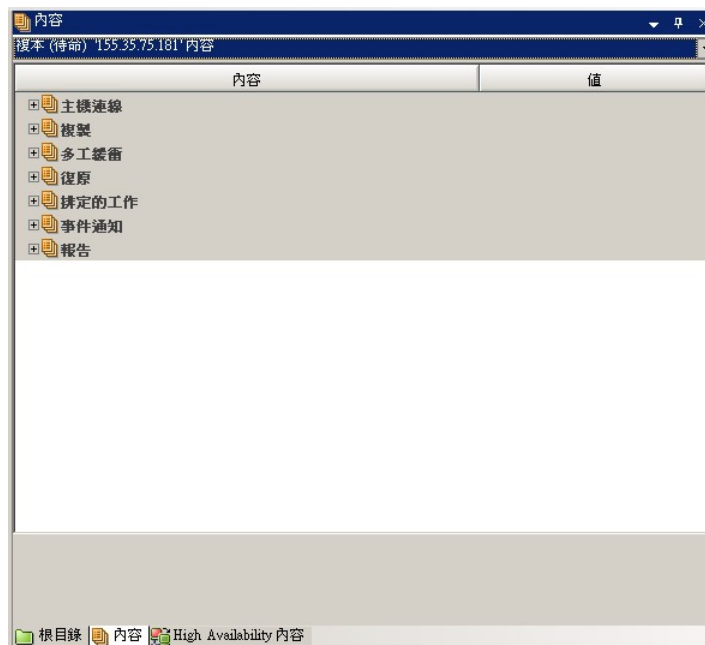 內容
複本 (待命) '155.35.75.181' 內容
內容 值
主機連線
複製
多工緩衝
復原
排定的工作
事件通知
報告
根目錄 內容 High Availability 內容